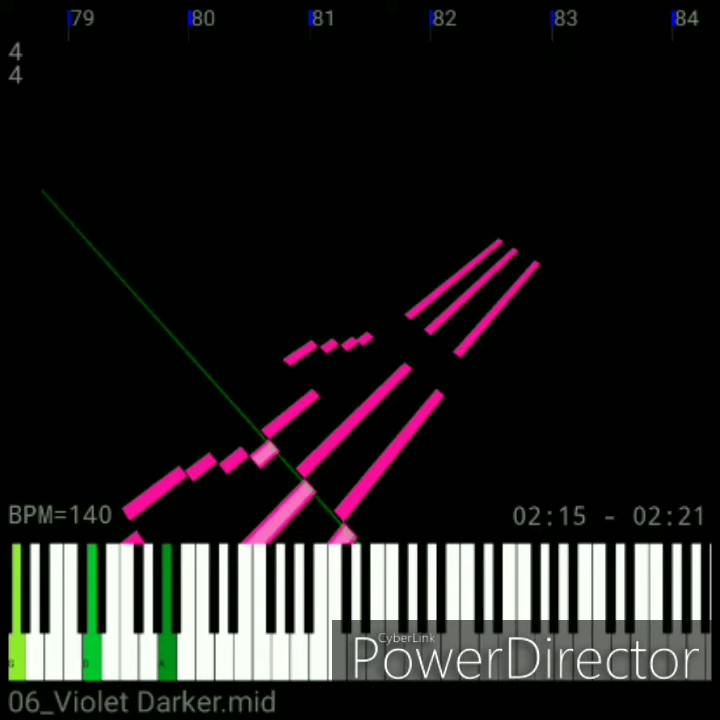 79 80 81 82 83 84
4
4
BPM=140 02:15 - 02:21
G D A
CyberLink
PowerDirector
06_Violet Darker.mid